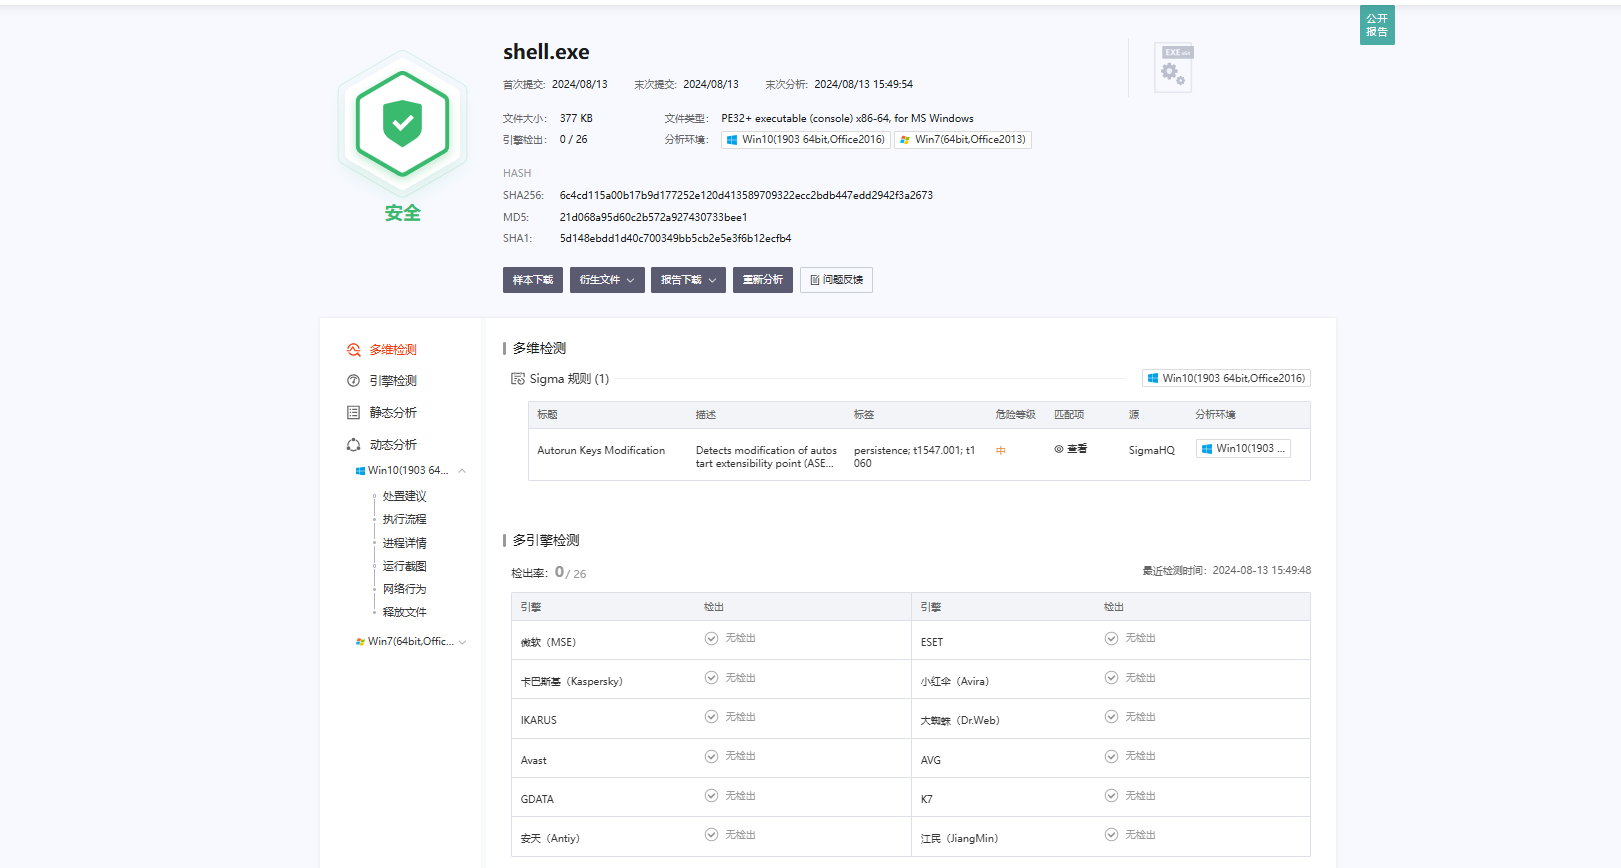 公开
报告
shell.exe
EXE x64
首次提交: 2024/08/13 末次提交: 2024/08/13 末次分析: 2024/08/13 15:49:54
文件大小: 377 KB 文件类型: PE32+ executable (console) x86-64, for MS Windows
引擎检出: 0 / 26 分析环境: Win10(1903 64bit,Office2016) Win7(64bit,Office2013)
HASH
SHA256: 6c4cd115a00b17b9d177252e120d413589709322ecc2bdb447edd2942f3a2673
安全
MD5: 21d068a95d60c2b572a927430733bee1
SHA1: 5d148ebdd1d40c700349bb5cb2e5e3f6b12ecfb4
样本下载 衍生文件 报告下载 重新分析 问题反馈
多维检测
引擎检测
静态分析
动态分析
Win10(1903 64...
处置建议
执行流程
进程详情
运行截图
网络行为
释放文件
Win7(64bit,Offic...
多维检测
Sigma 规则 (1) Win10(1903 64bit,Office2016)
标题 描述 标签 危险等级 匹配项 源 分析环境
Autorun Keys Modification Detects modification of autos persistence; t1547.001; t1 中 查看 SigmaHQ Win10(1903 ...
tart extensibility point (ASE... 060
多引擎检测
检出率: 0 / 26 最近检测时间: 2024-08-13 15:49:48
引擎 检出 引擎 检出
微软（MSE） 无检出 ESET 无检出
卡巴斯基（Kaspersky） 无检出 小红伞（Avira） 无检出
IKARUS 无检出 大蜘蛛（Dr.Web） 无检出
Avast 无检出 AVG 无检出
GDATA 无检出 K7 无检出
安天（Antiy） 无检出 江民（JiangMin） 无检出